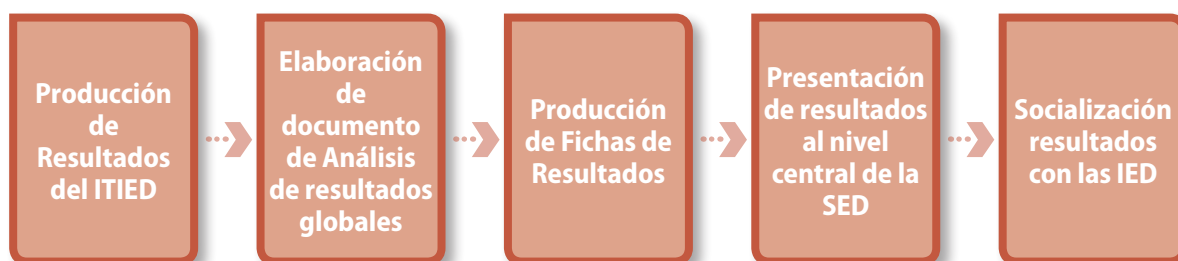 Producción
de
Resultados
del ITIED
Elaboración
de
documento
de Análisis
de resultados
globales
Producción
de Fichas de
Resultados
Presentación
de resultados
al nivel
central de la
SED
Socialización
resultados
con las IED